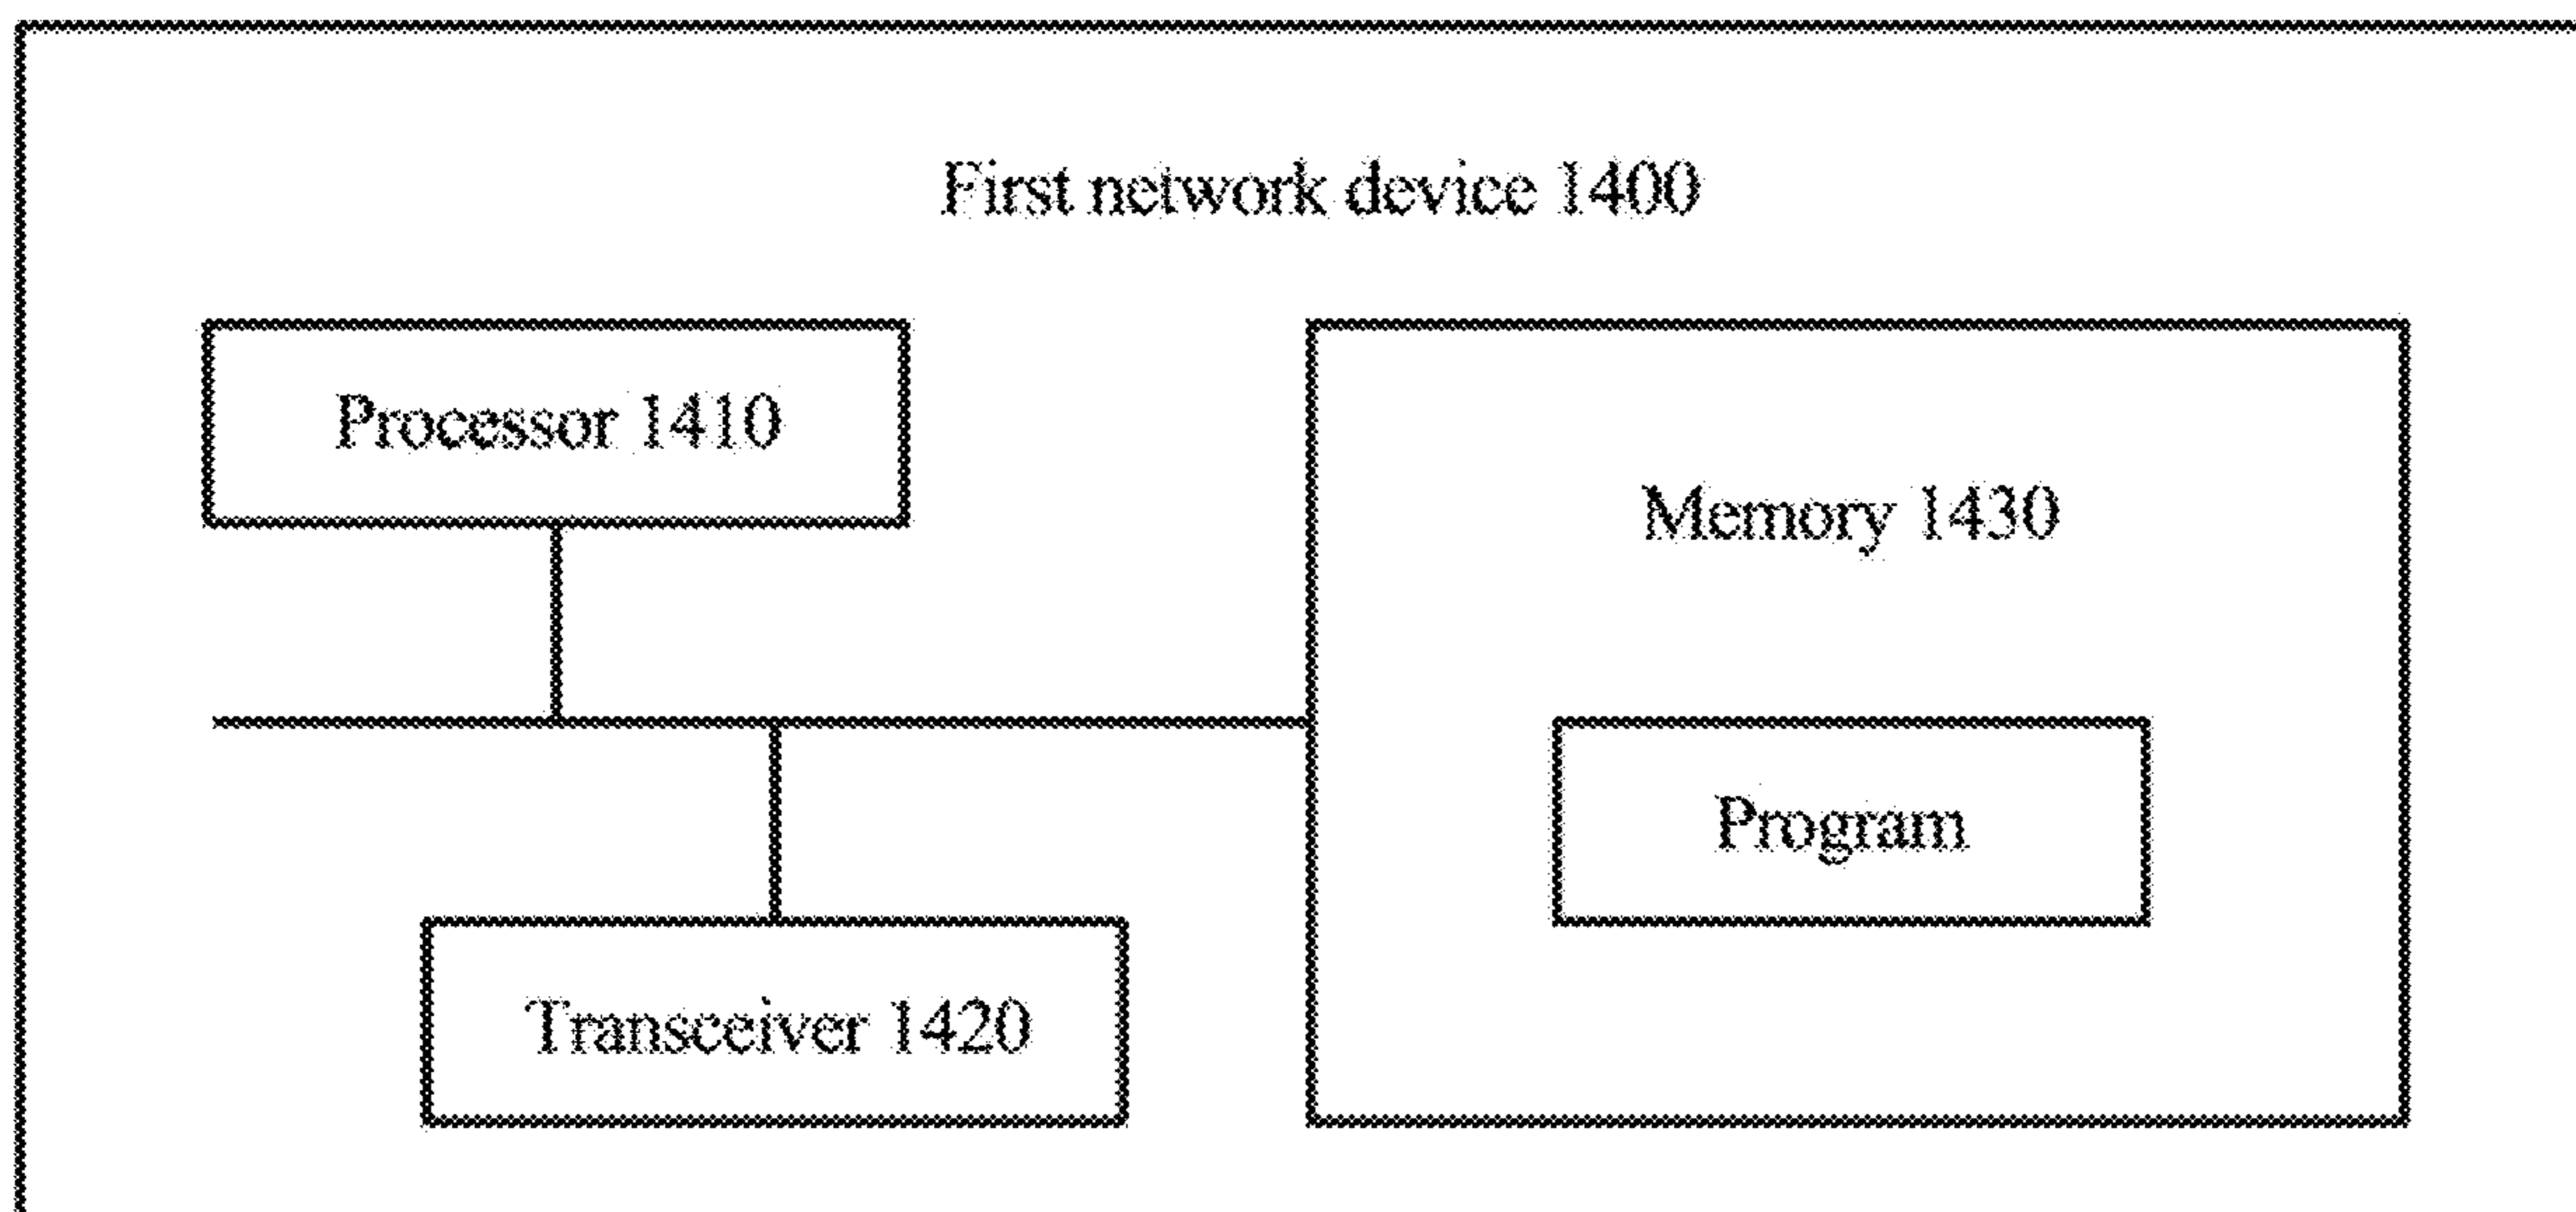 First network device 1400
Processor 1410
Memory 1430
Program
Transceiver 1420